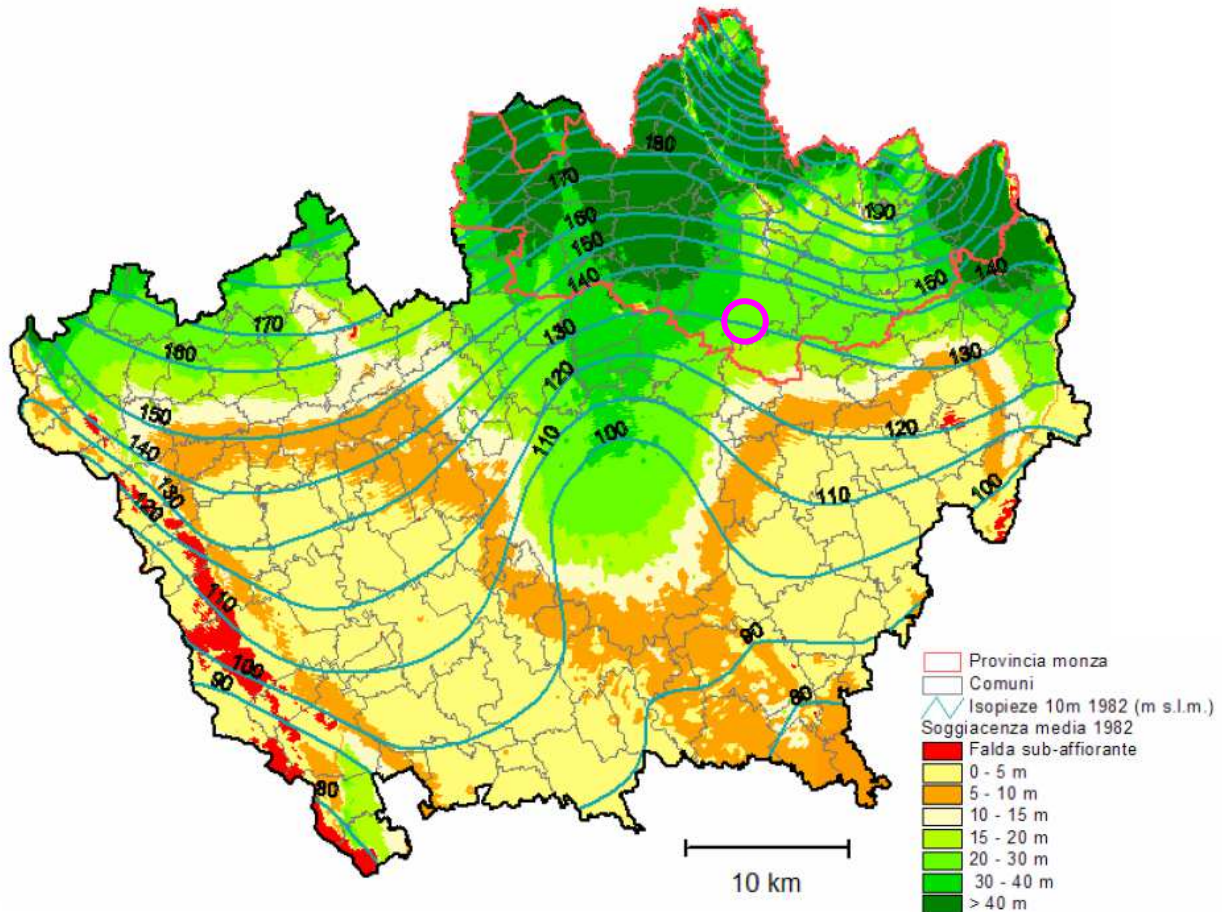 180
170
190
160
150
150
140
140
170
130
160
130
120
150
120
110
100
140
110
100
130
120
110
90
100
90
80
80
Provincia monza
Comuni
Isopieze 10m 1982 (m s.l.m.)
Soggiacenza media 1982
Falda sub-affiorante
0 - 5 m
5 - 10 m
10 - 15 m
15 - 20 m
20 - 30 m
30 - 40 m
> 40 m
10 km